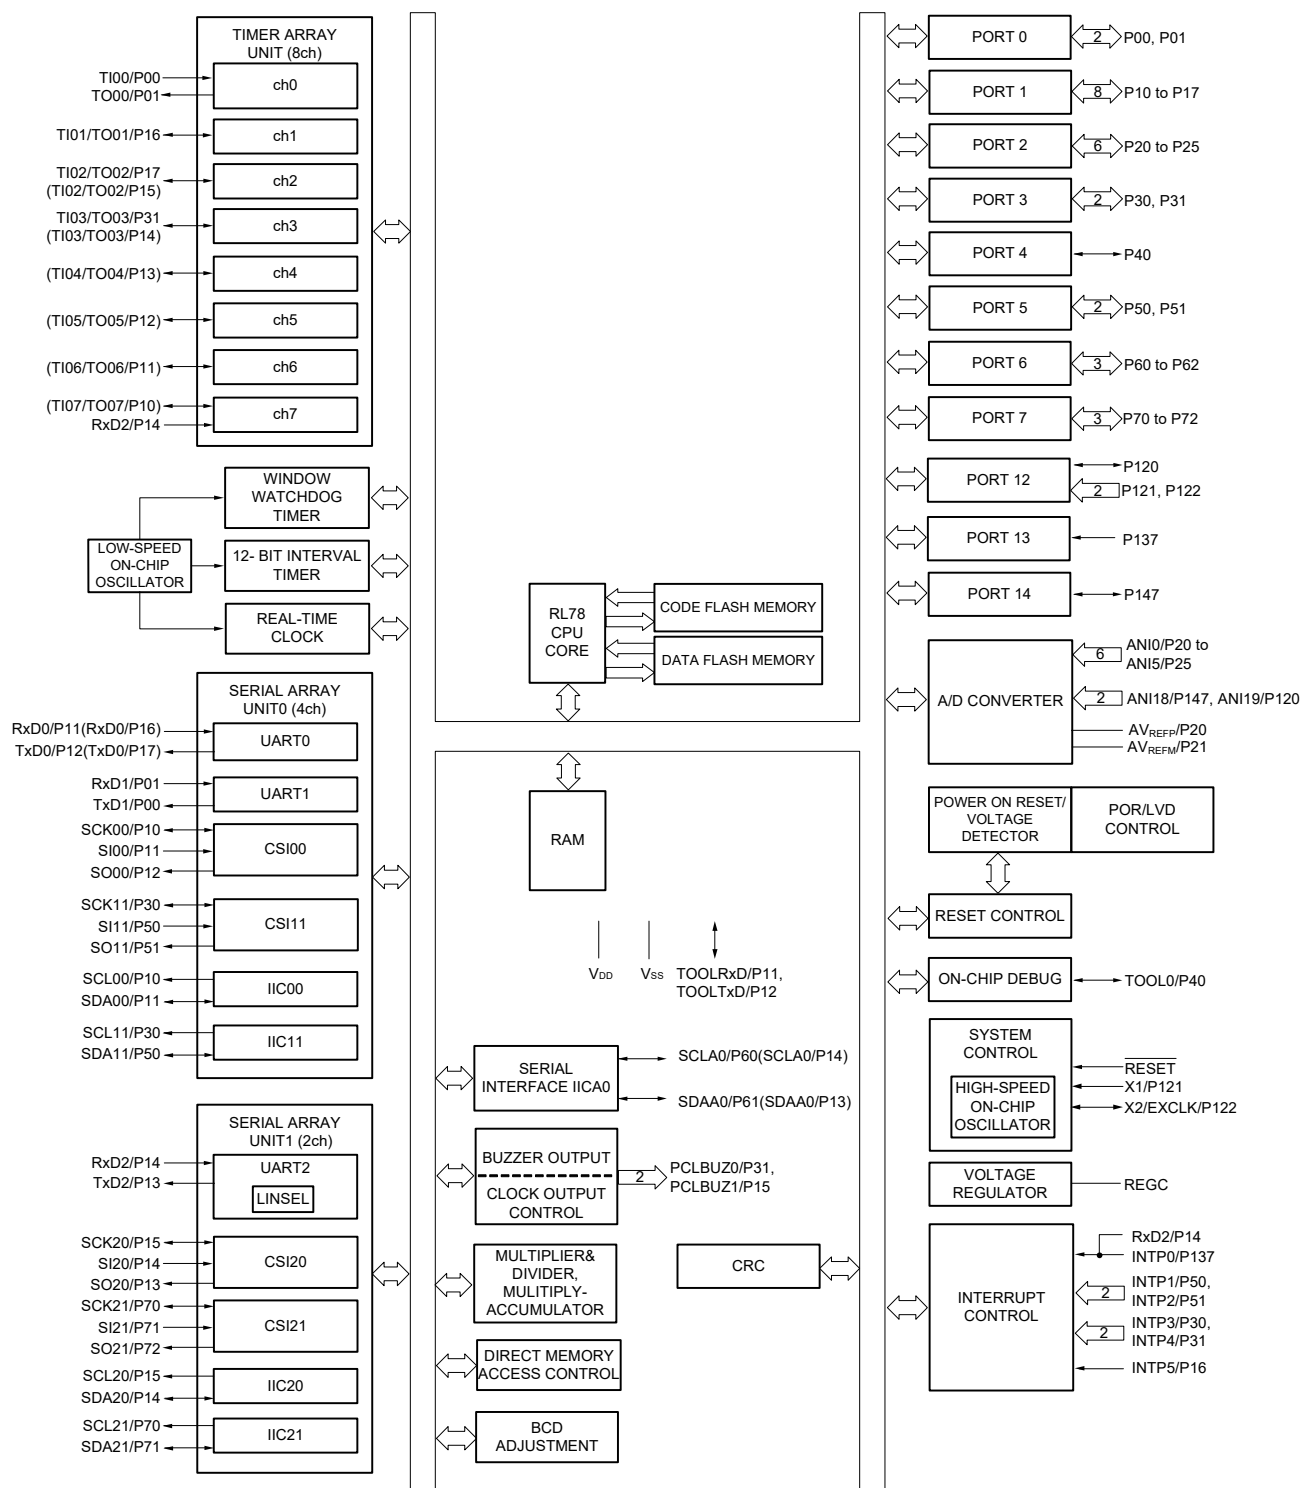 TIMER ARRAY
UNIT (8ch)
TI00/P00
TO00/P01
ch0
TI01/TO01/P16
ch1
TI02/TO02/P17
(TI02/TO02/P15)
ch2
TI03/TO03/P31
(TI03/TO03/P14)
ch3
(TI04/TO04/P13)
ch4
(TI05/TO05/P12)
ch5
(TI06/TO06/P11)
ch6
(TI07/TO07/P10)
RxD2/P14
ch7
WINDOW
WATCHDOG
TIMER
LOW-SPEED
ON-CHIP
OSCILLATOR
12- BIT INTERVAL
TIMER
REAL-TIME
CLOCK
SERIAL ARRAY
UNIT0 (4ch)
RxD0/P11(RxD0/P16)
TxD0/P12(TxD0/P17)
UART0
RxD1/P01
TxD1/P00
UART1
SCK00/P10
SI00/P11
SO00/P12
CSI00
SCK11/P30
SI11/P50
SO11/P51
CSI11
SCL00/P10
SDA00/P11
IIC00
SCL11/P30
SDA11/P50
IIC11
SERIAL ARRAY
UNIT1 (2ch)
RxD2/P14
TxD2/P13
UART2
LINSEL
SCK20/P15
SI20/P14
SO20/P13
CSI20
SCK21/P70
SI21/P71
SO21/P72
CSI21
SCL20/P15
SDA20/P14
IIC20
SCL21/P70
SDA21/P71
IIC21
RL78
CPU
CORE
CODE FLASH MEMORY
DATA FLASH MEMORY
RAM
VDD
VSS
TOOLRxD/P11,
TOOLTxD/P12
SERIAL
INTERFACE IICA0
SCLA0/P60(SCLA0/P14)
SDAA0/P61(SDAA0/P13)
BUZZER OUTPUT
CLOCK OUTPUT
CONTROL
2
PCLBUZ0/P31,
PCLBUZ1/P15
MULTIPLIER&
DIVIDER,
MULITIPLY-
ACCUMULATOR
CRC
DIRECT MEMORY
ACCESS CONTROL
BCD
ADJUSTMENT
PORT 0
2
P00, P01
PORT 1
8
P10 to P17
PORT 2
6
P20 to P25
PORT 3
2
P30, P31
PORT 4
P40
PORT 5
2
P50, P51
PORT 6
3
P60 to P62
PORT 7
3
P70 to P72
PORT 12
P120
2
P121, P122
PORT 13
P137
PORT 14
P147
A/D CONVERTER
6
ANI0/P20 to
ANI5/P25
2
ANI18/P147, ANI19/P120
AVREFP/P20
AVREFM/P21
POWER ON RESET/
VOLTAGE
DETECTOR
POR/LVD
CONTROL
RESET CONTROL
ON-CHIP DEBUG
TOOL0/P40
SYSTEM
CONTROL
HIGH-SPEED
ON-CHIP
OSCILLATOR
RESET
X1/P121
X2/EXCLK/P122
VOLTAGE
REGULATOR
REGC
INTERRUPT
CONTROL
RxD2/P14
INTP0/P137
2
INTP1/P50,
INTP2/P51
2
INTP3/P30,
INTP4/P31
INTP5/P16